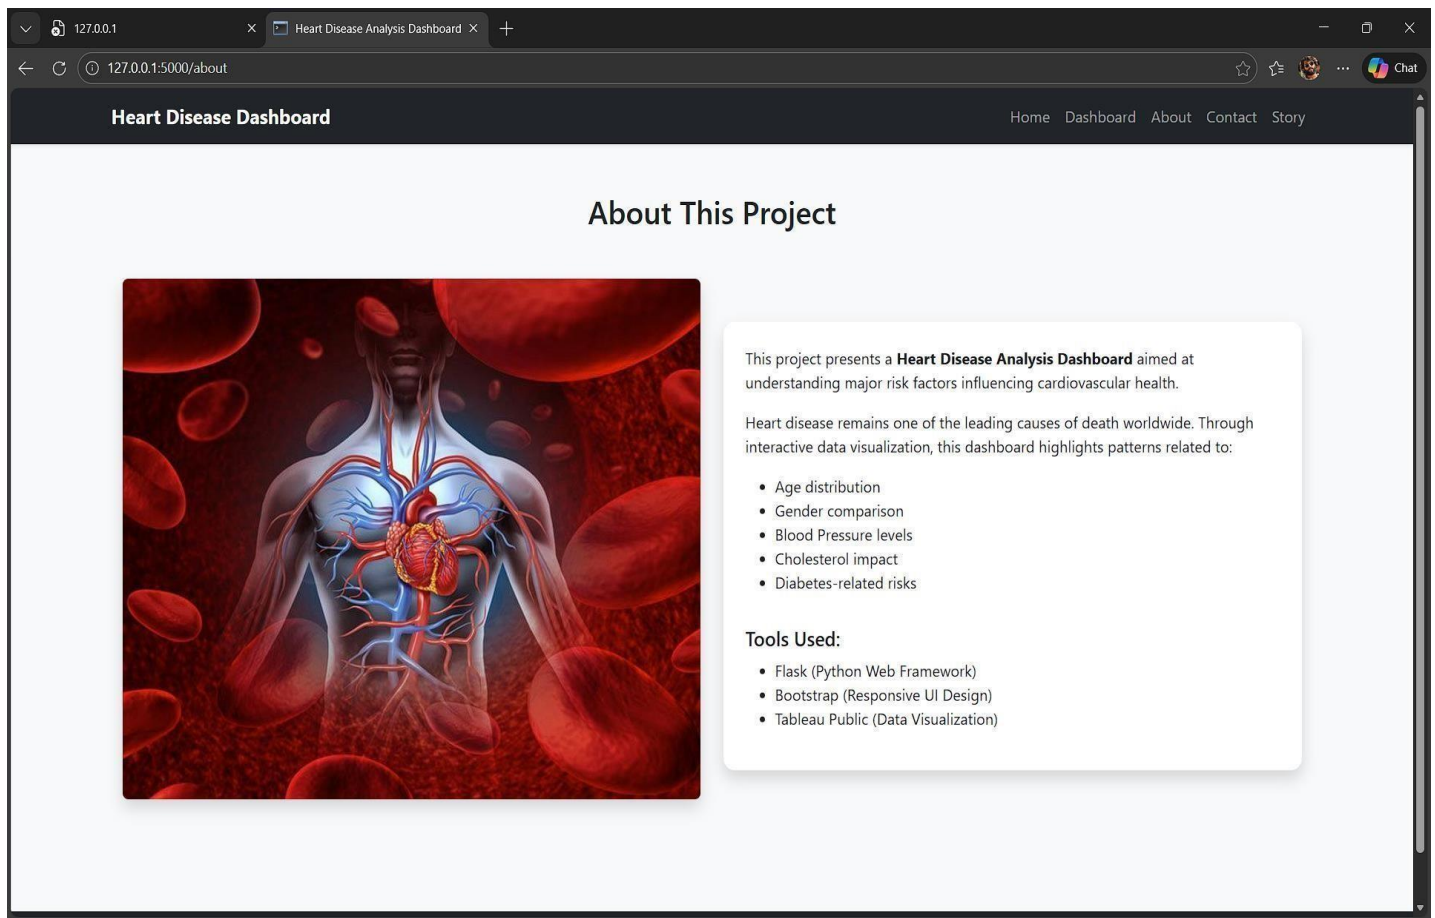 127.0.0.1
Heart Disease Analysis Dashboard
127.0.0.1:5000/about
Chat
Heart Disease Dashboard
Home Dashboard About Contact Story
About This Project
This project presents a Heart Disease Analysis Dashboard aimed at
understanding major risk factors influencing cardiovascular health.
Heart disease remains one of the leading causes of death worldwide. Through
interactive data visualization, this dashboard highlights patterns related to:
• Age distribution
• Gender comparison
• Blood Pressure levels
• Cholesterol impact
• Diabetes-related risks
Tools Used:
• Flask (Python Web Framework)
• Bootstrap (Responsive UI Design)
• Tableau Public (Data Visualization)